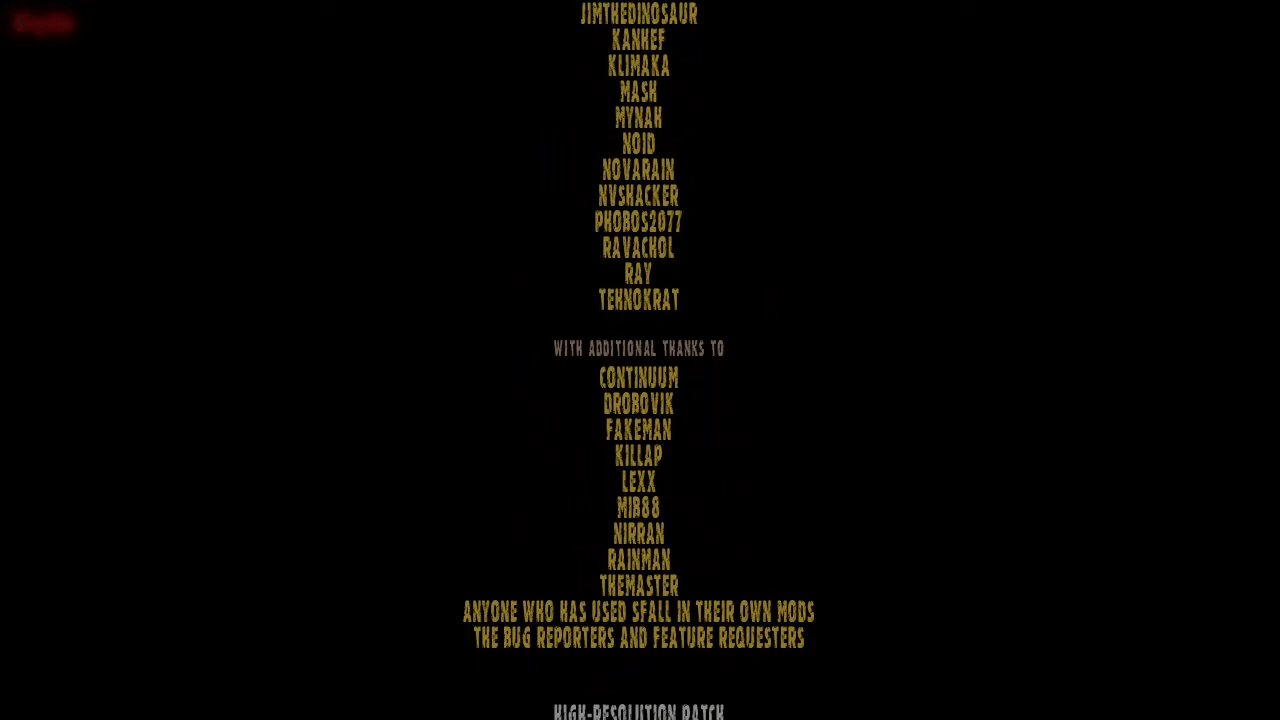 JIMTHEDINOSAUR
KANHEF
KLIMAKA
MASH
MYNAH
NOID
NOVARAIN
NVSHACKER
PHOBOS2077
RAVACHOL
RAY
TEHNOKRAT
WITH ADDITIONAL THANKS TO
CONTINUUM
DROBOVIK
FAKEMAN
KILLAP
LEXX
MIB88
NIRRAN
RAINMAN
THEMASTER
ANYONE WHO HAS USED SFALL IN THEIR OWN MODS
THE BUG REPORTERS AND FEATURE REQUESTERS
HIGH-RESOLUTION PATCH